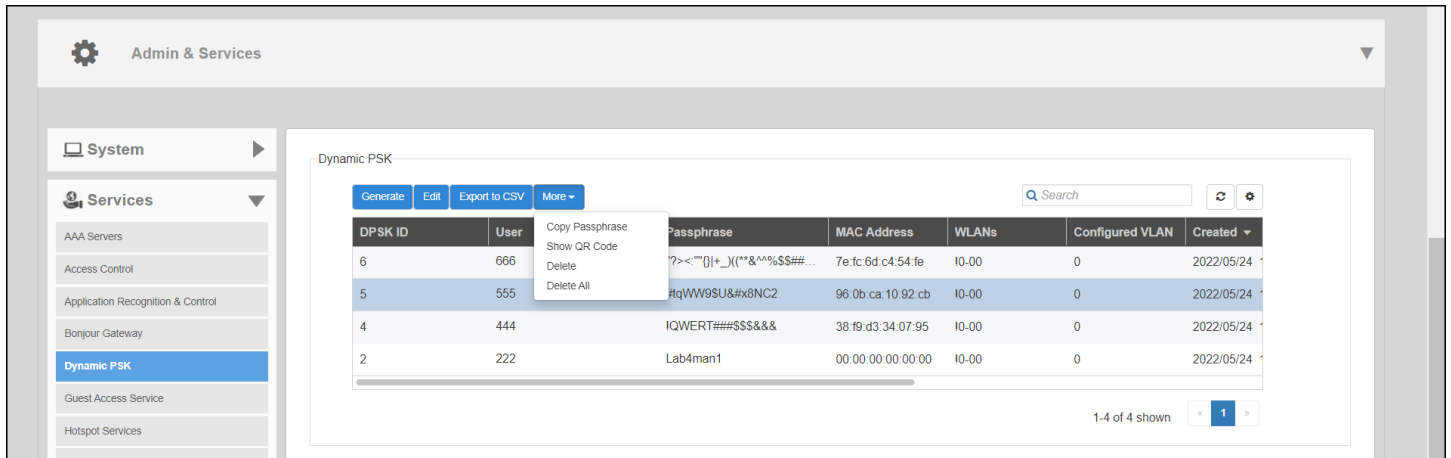 Admin & Services
System
Dynamic PSK
Services
Generate Edit Export to CSV More
Search
Copy Passphrase
Show QR Code
Delete
Delete All
DPSK ID User Passphrase MAC Address WLANs Configured VLAN Created
6 666 7e:fc:6d:c4:54:fe !0-00 0 2022/05/24
5 555 #tqWW9$U&#x8NC2 96:0b:ca:10:92:cb !0-00 0 2022/05/24
4 444 !QWERT###$$$&&& 38:f9:d3:34:07:95 !0-00 0 2022/05/24
2 222 Lab4man1 00:00:00:00:00:00 !0-00 0 2022/05/24
AAA Servers
Access Control
Application Recognition & Control
Bonjour Gateway
Dynamic PSK
Guest Access Service
Hotspot Services
1-4 of 4 shown « 1 »